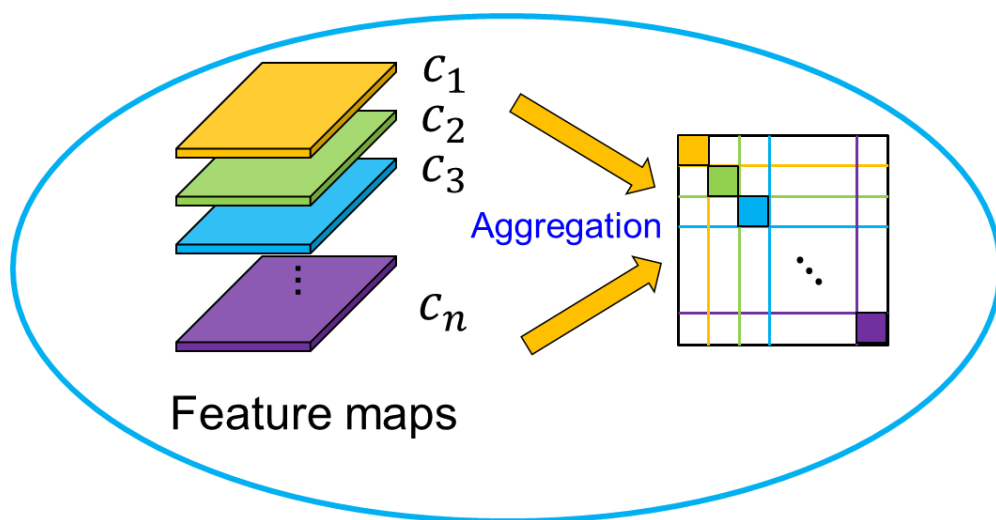 c₁
c₂
c₃
Aggregation
⋮
cₙ
⋱
Feature maps